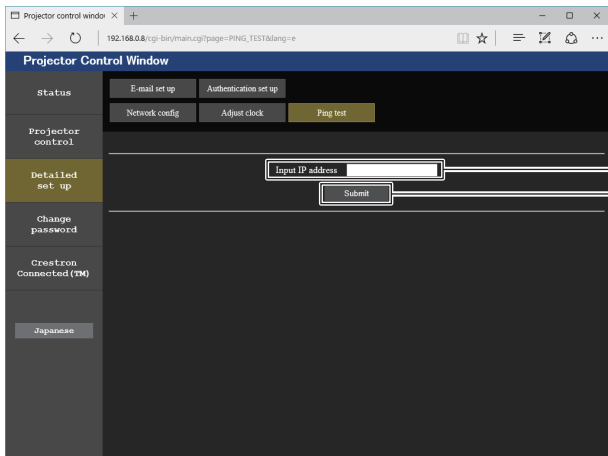 Projector control windov
192.168.0.8/cgi-bin/main.cgi?page=PING_TEST&lang=e
Projector Control Window
Status
E-mail set up
Authentication set up
Network config
Adjust clock
Ping test
Projector
control
Input IP address
Detailed
set up
Submit
Change
password
Crestron
Connected(TM)
Japanese